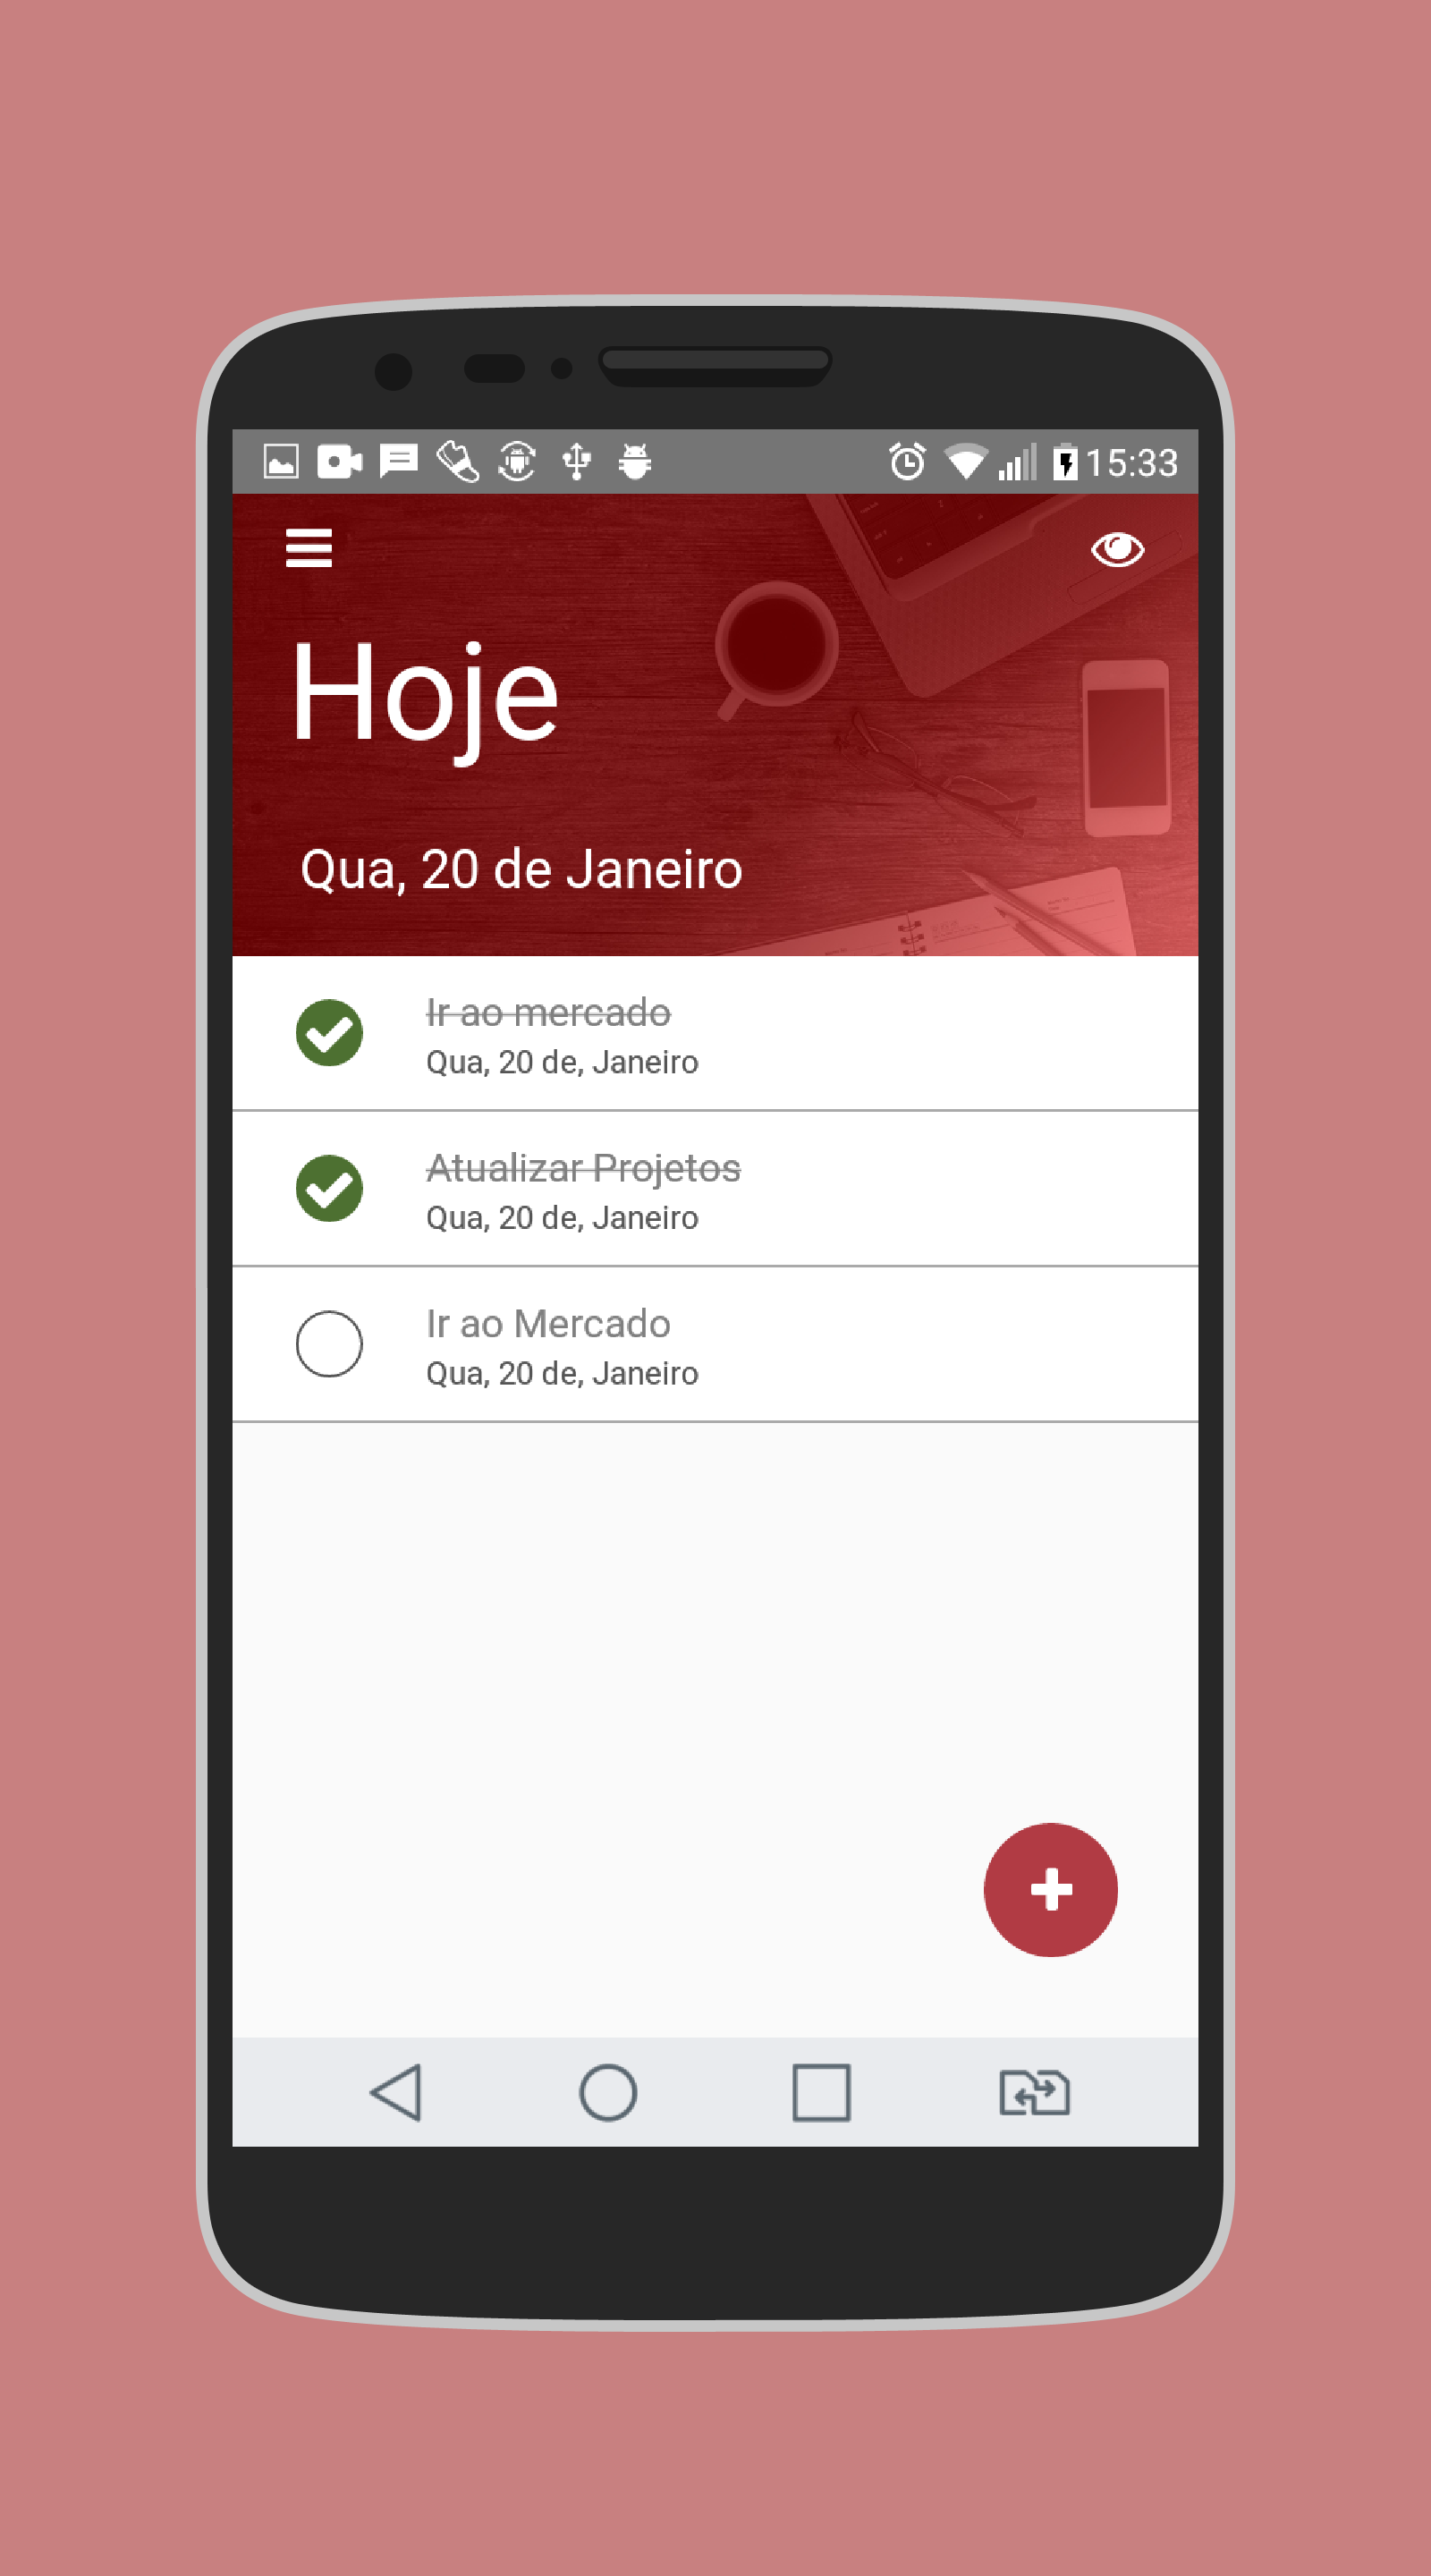 15:33
Hoje
Qua, 20 de Janeiro
Ir ao mercado
Qua, 20 de, Janeiro
Atualizar Projetos
Qua, 20 de, Janeiro
Ir ao Mercado
Qua, 20 de, Janeiro